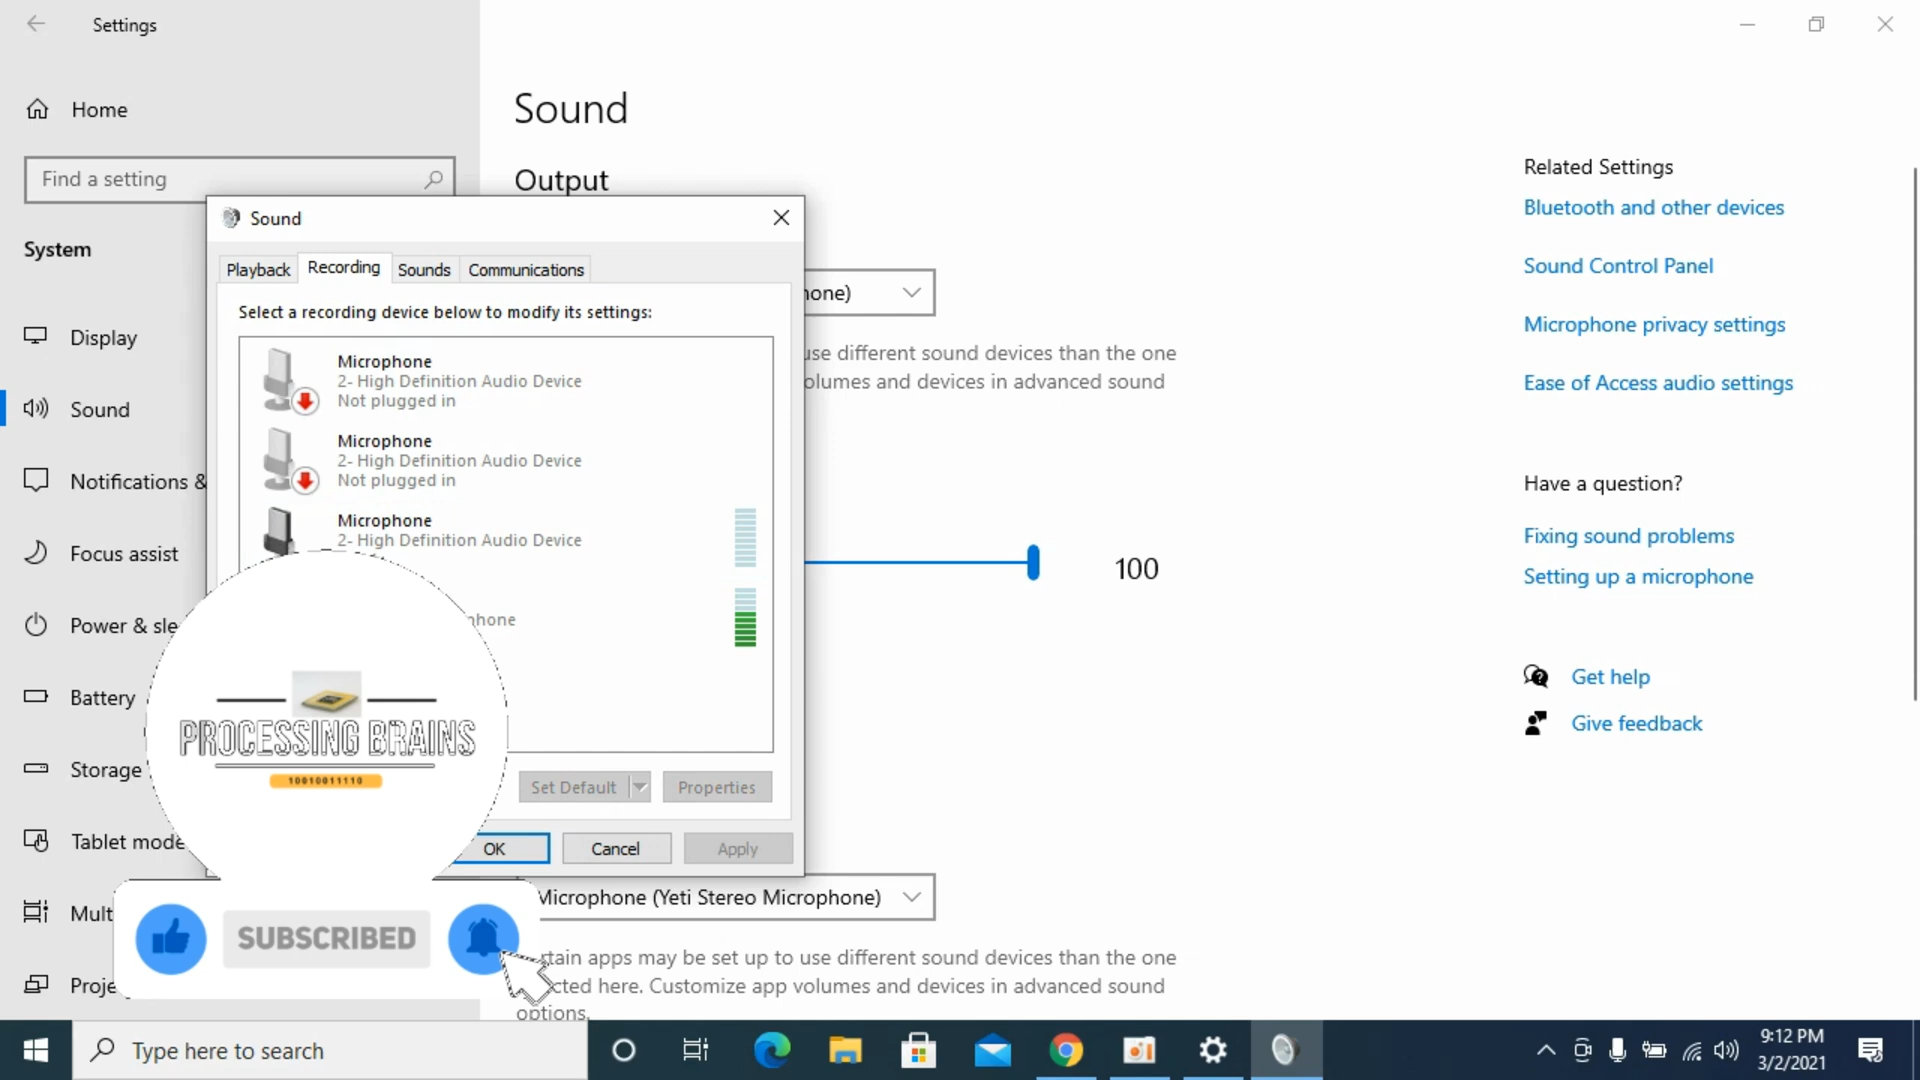 Settings
Home
Find a setting
System
Display
Sound
Notifications &
Focus assist
Power & sle
Battery
Storage
Tablet mode
Mult
Proje
Sound
Output
hone)
use different sound devices than the one
olumes and devices in advanced sound
100
Microphone (Yeti Stereo Microphone)
rtain apps may be set up to use different sound devices than the one
cted here. Customize app volumes and devices in advanced sound
options.
Sound
Playback
Recording
Sounds
Communications
Select a recording device below to modify its settings:
Microphone
2- High Definition Audio Device
Not plugged in
Microphone
2- High Definition Audio Device
Not plugged in
Microphone
2- High Definition Audio Device
phone
Set Default
Properties
OK
Cancel
Apply
PROCESSING BRAINS
10010011110
SUBSCRIBED
Related Settings
Bluetooth and other devices
Sound Control Panel
Microphone privacy settings
Ease of Access audio settings
Have a question?
Fixing sound problems
Setting up a microphone
Get help
Give feedback
Type here to search
9:12 PM
3/2/2021